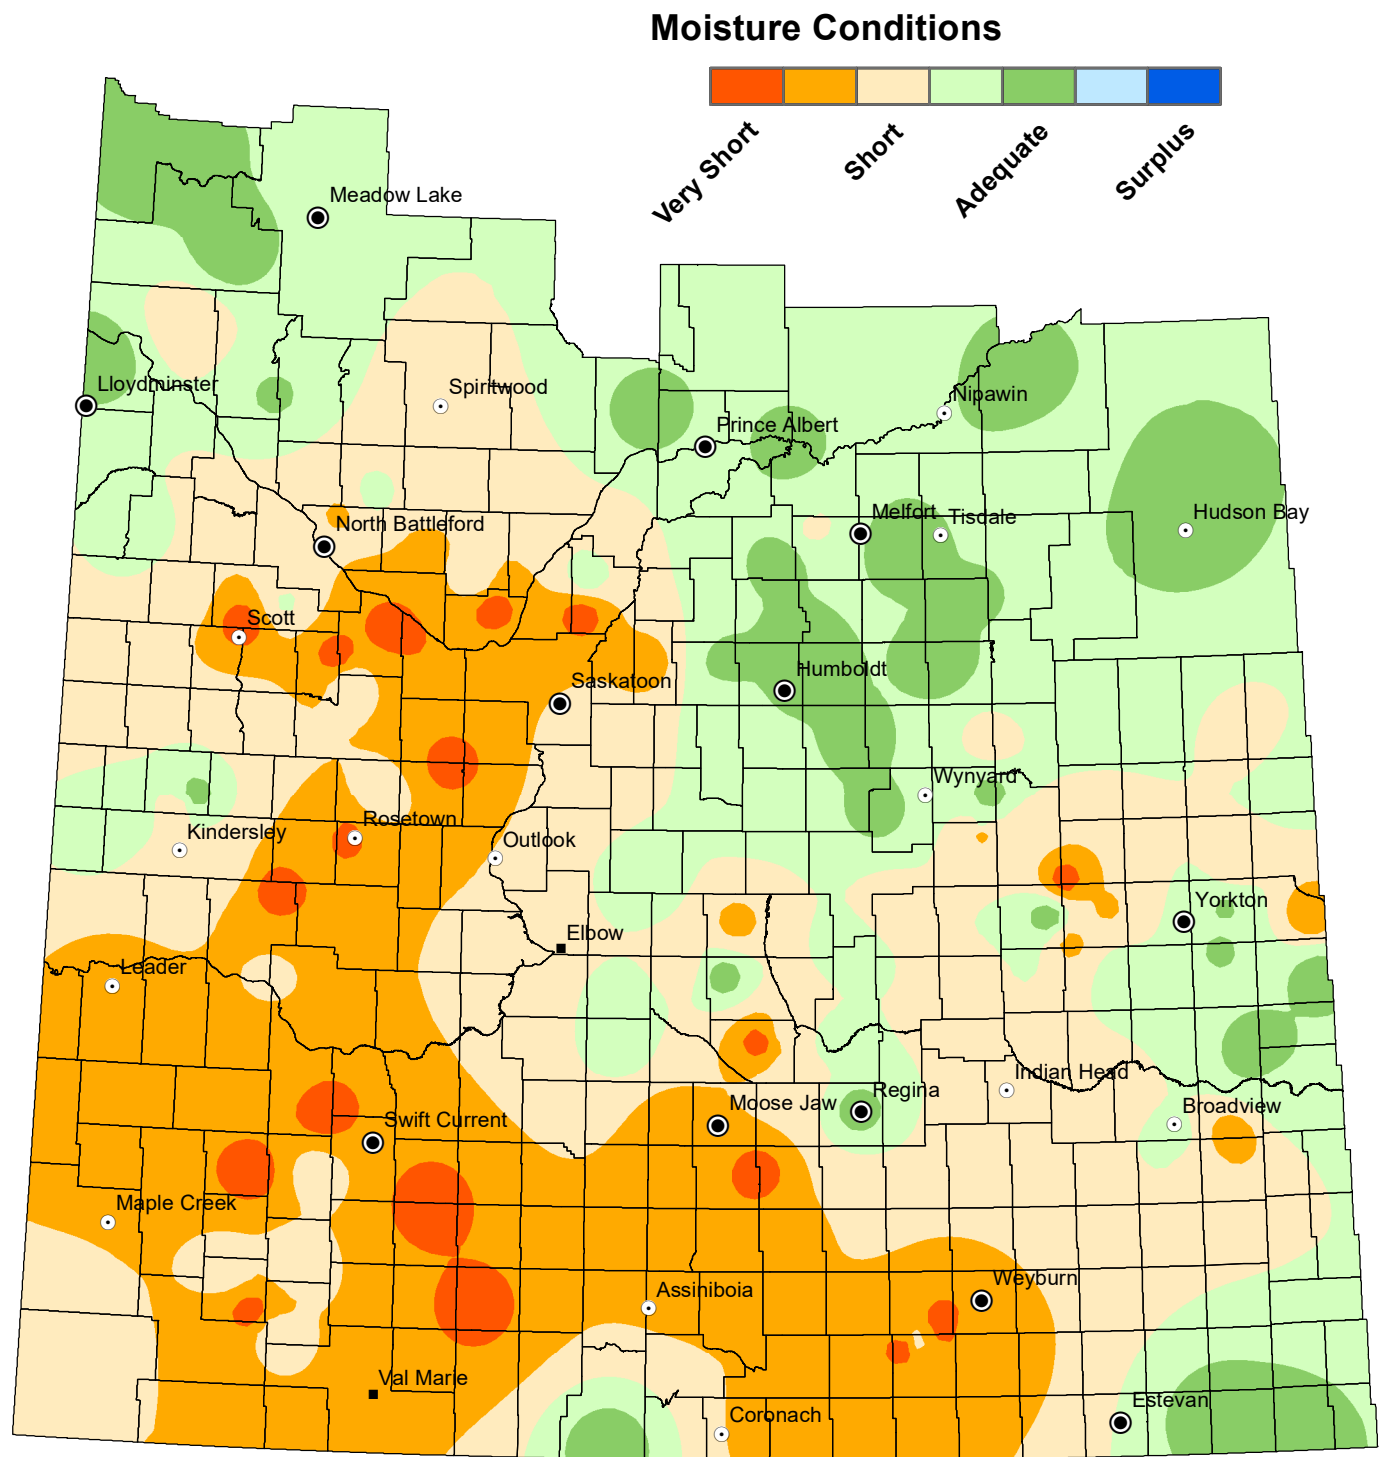 Moisture Conditions
Very Short
Short
Adequate
Surplus
Meadow Lake
Lloydminster
Spiritwood
Nipawin
Prince Albert
North Battleford
Melfort
Tisdale
Hudson Bay
Scott
Saskatoon
Humboldt
Wynyard
Kindersley
Rosetown
Outlook
Elbow
Yorkton
Leader
Indian Head
Moose Jaw
Regina
Broadview
Swift Current
Maple Creek
Assiniboia
Weyburn
Val Marie
Coronach
Estevan